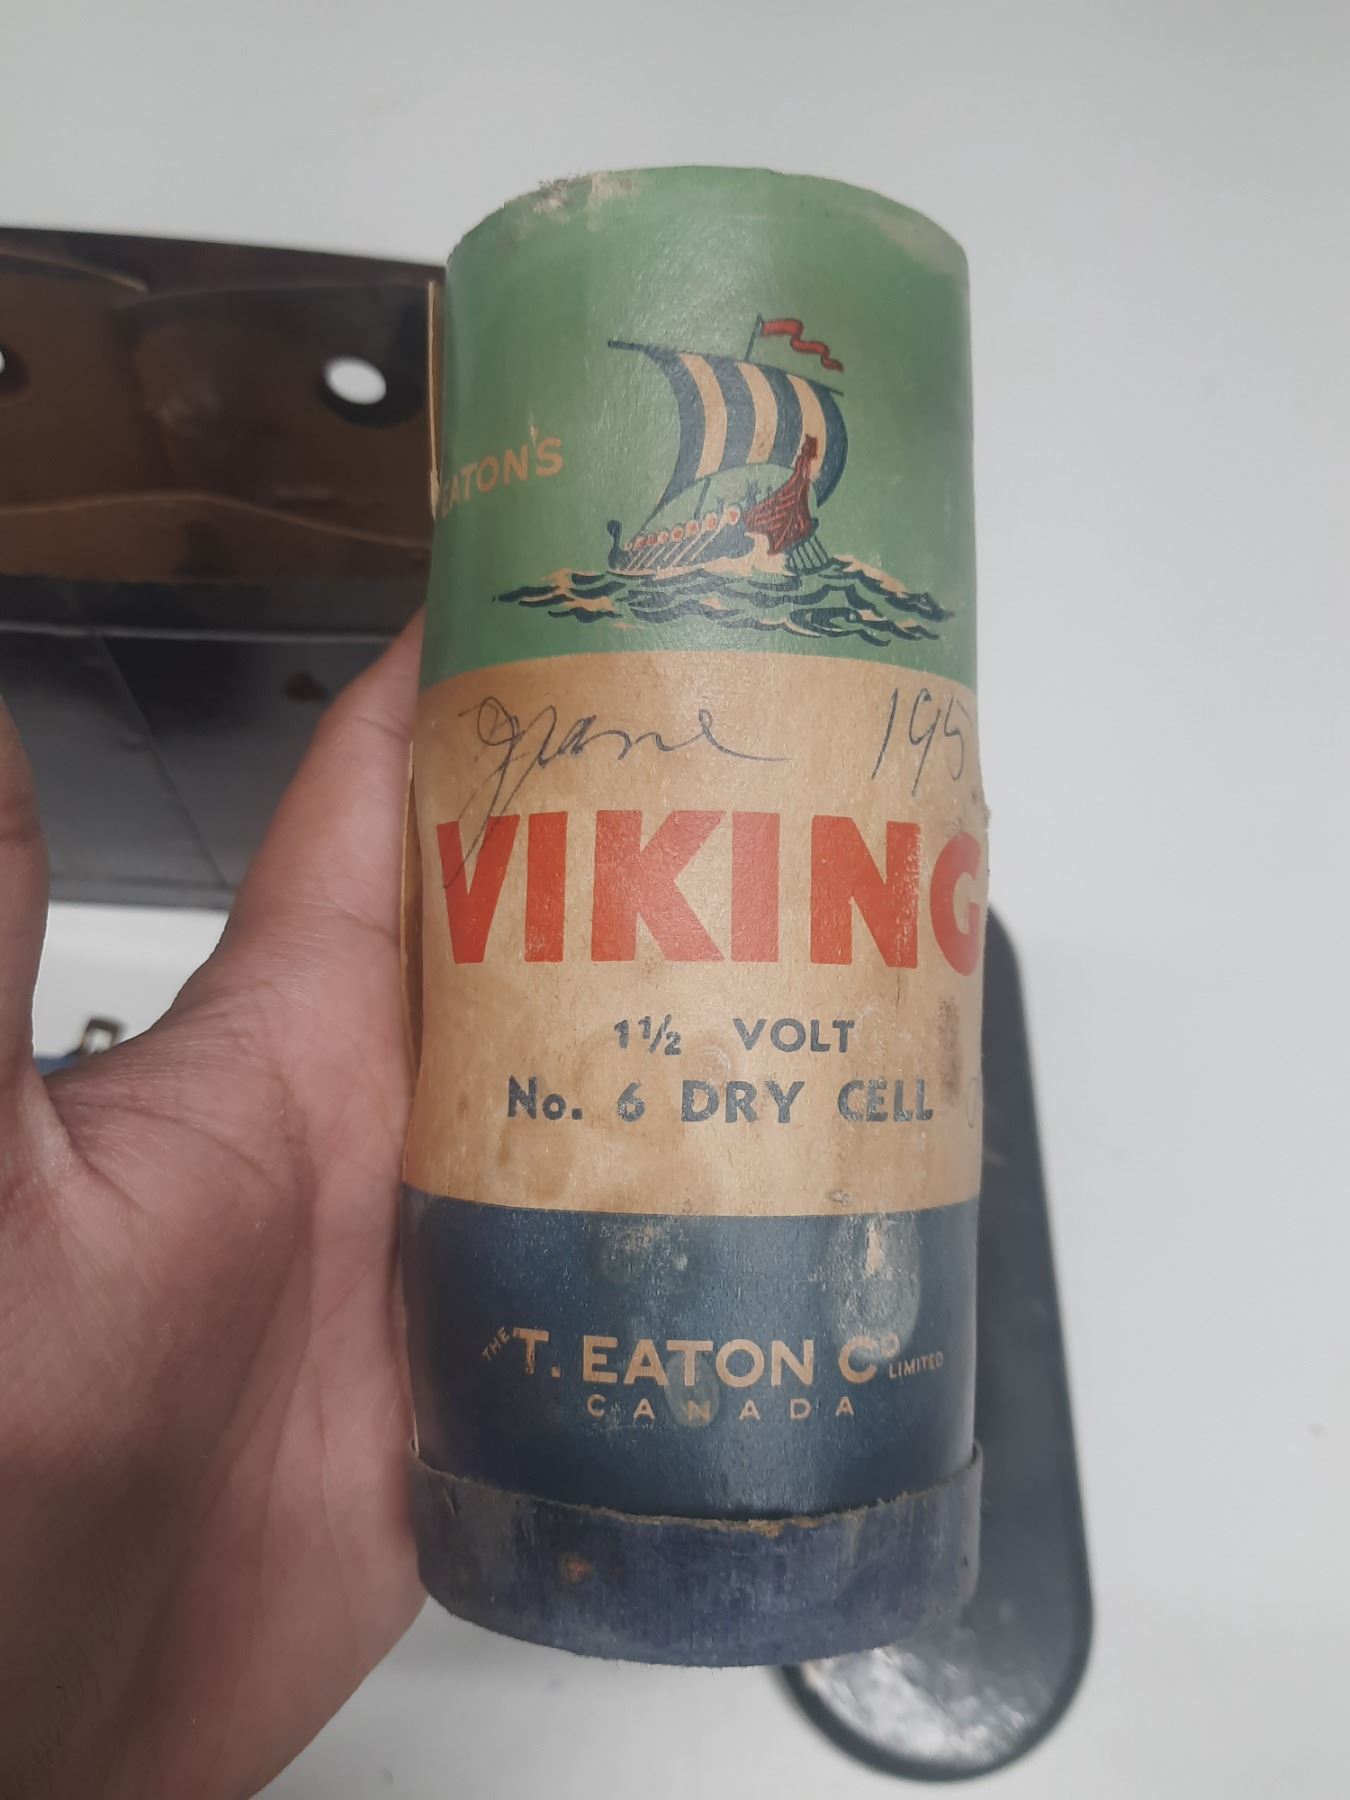 EATON'S
June 195
VIKING
1½ VOLT
No. 6 DRY CELL
THE T. EATON Co LIMITED
CANADA